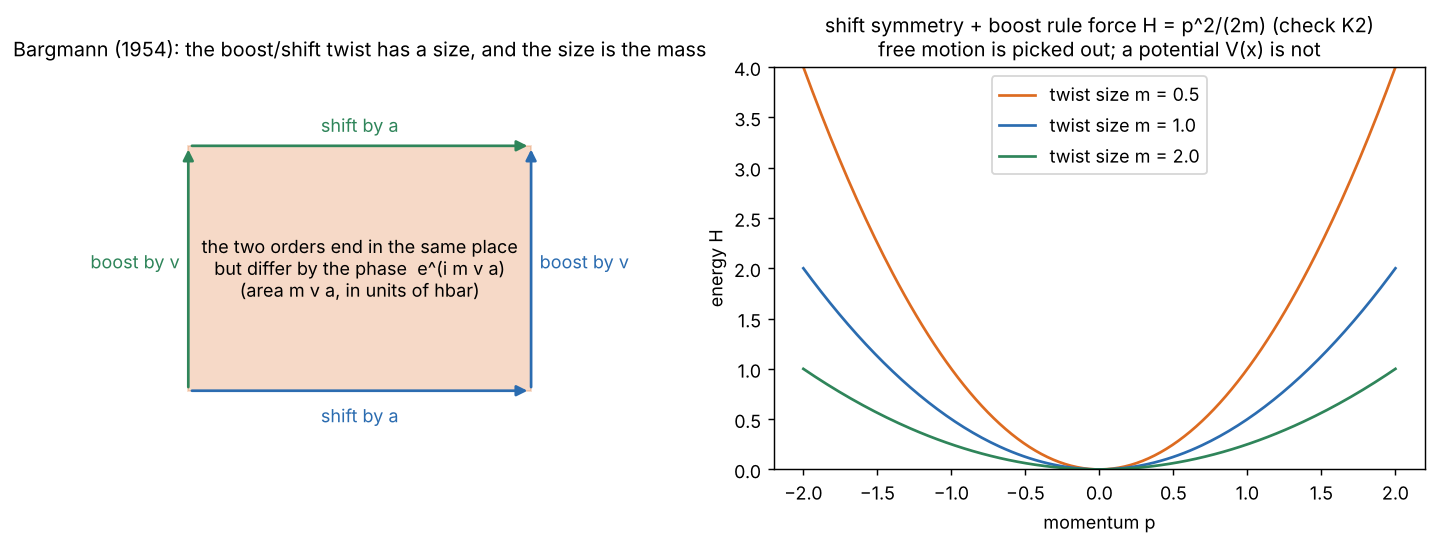 Bargmann (1954): the boost/shift twist has a size, and the size is the mass
shift by a
boost by v
the two orders end in the same place
but differ by the phase  e^(i m v a)
(area m v a, in units of hbar)
boost by v
shift by a
shift symmetry + boost rule force H = p^2/(2m) (check K2)
free motion is picked out; a potential V(x) is not
twist size m = 0.5
twist size m = 1.0
twist size m = 2.0
energy H
4.0
3.5
3.0
2.5
2.0
1.5
1.0
0.5
0.0
−2.0
−1.5
−1.0
−0.5
0.0
0.5
1.0
1.5
2.0
momentum p